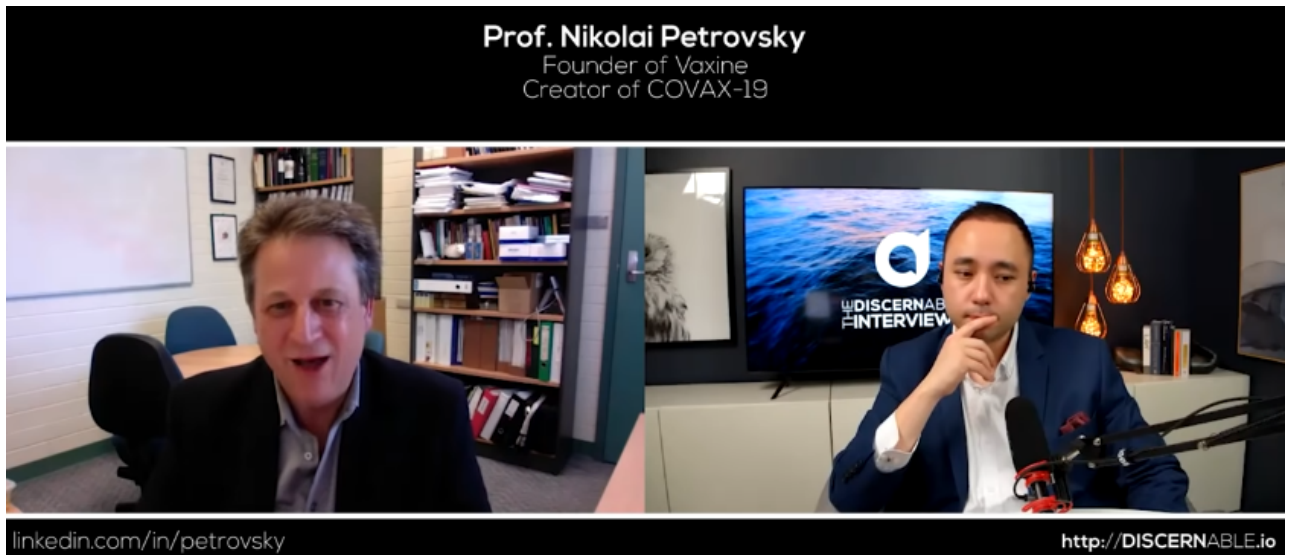 Prof. Nikolai Petrovsky
Founder of Vaxine
Creator of COVAX-19
THE DISCERNAB
INTERVIEW
linkedin.com/in/petrovsky
http://DISCERNABLE.io